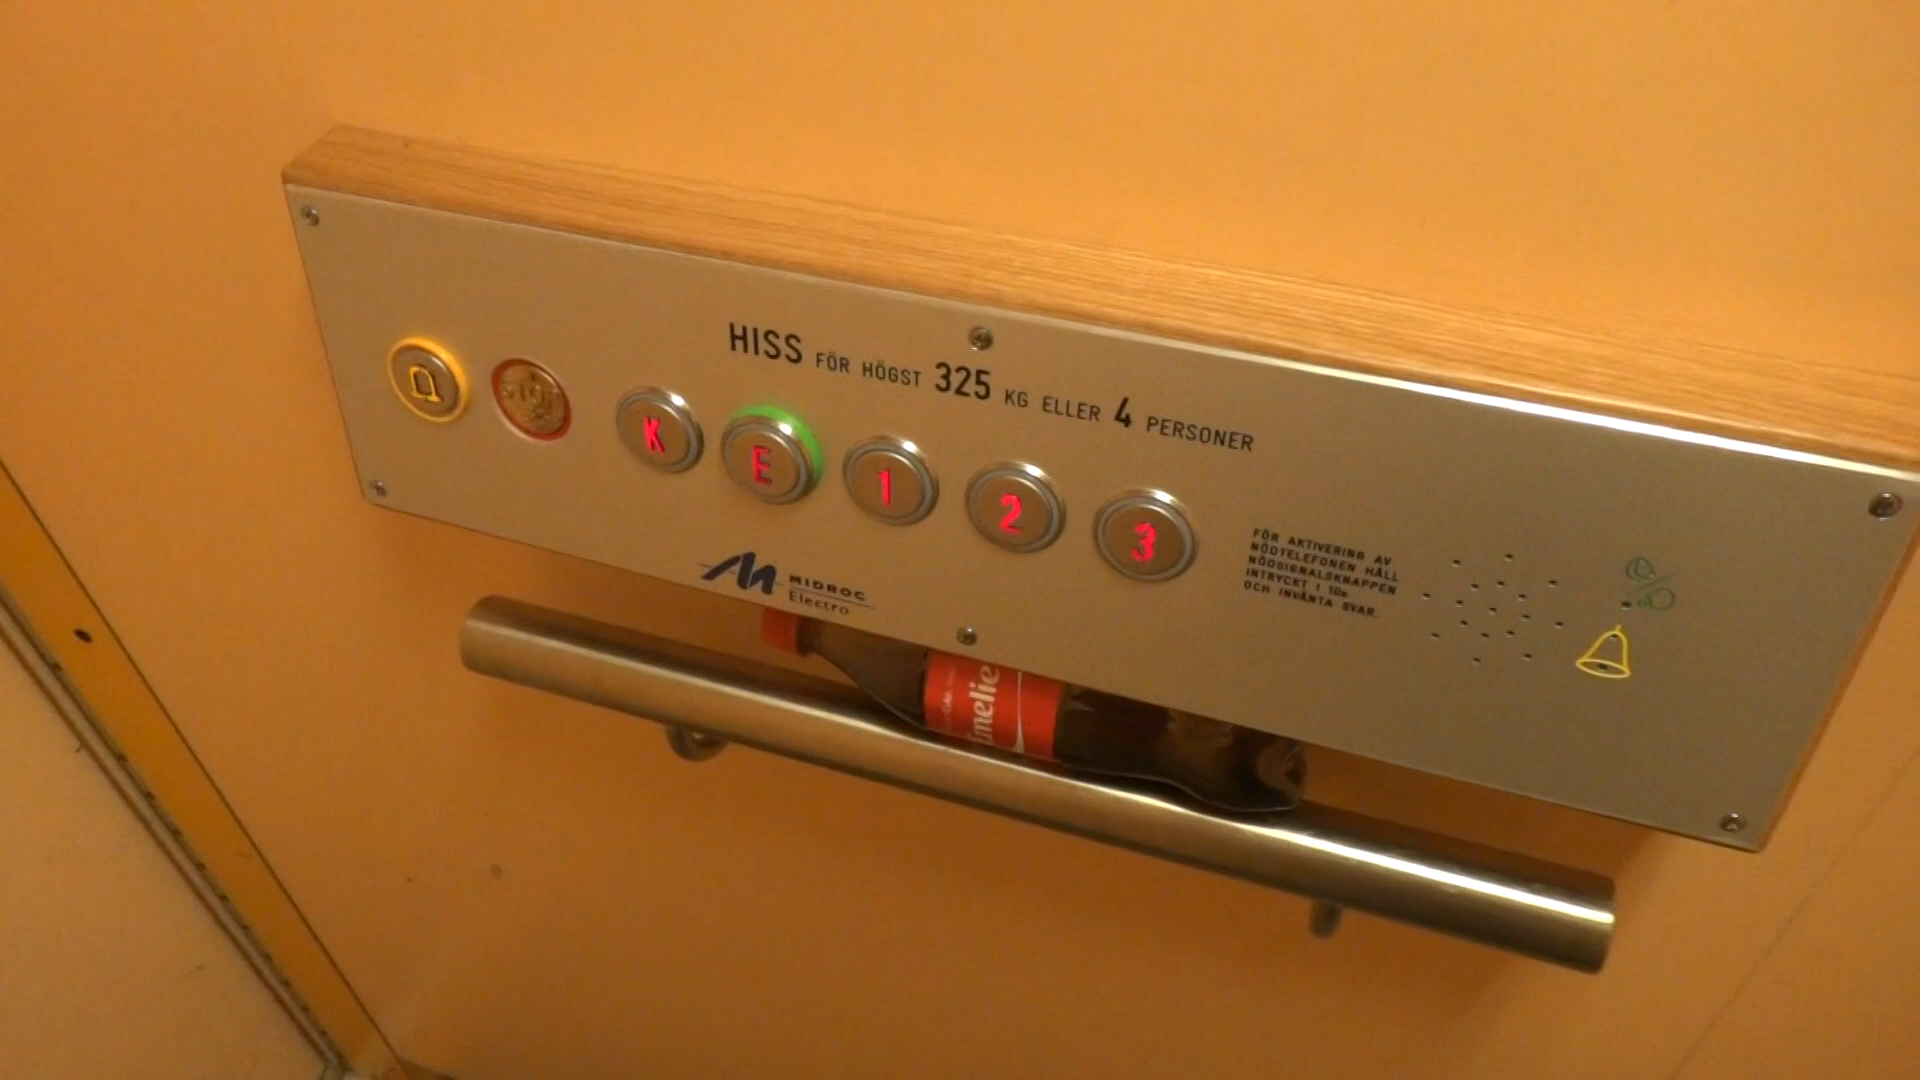 HISS FÖR HÖGST 325 KG ELLER 4 PERSONER
K E 1 2 3
FÖR AKTIVERING AV
NÖDTELEFONEN HÅLL
NÖDSIGNALSKNAPPEN
INTRYCKT I 10s
OCH INVÄNTA SVAR.
MIDROC
Electro
Emelie